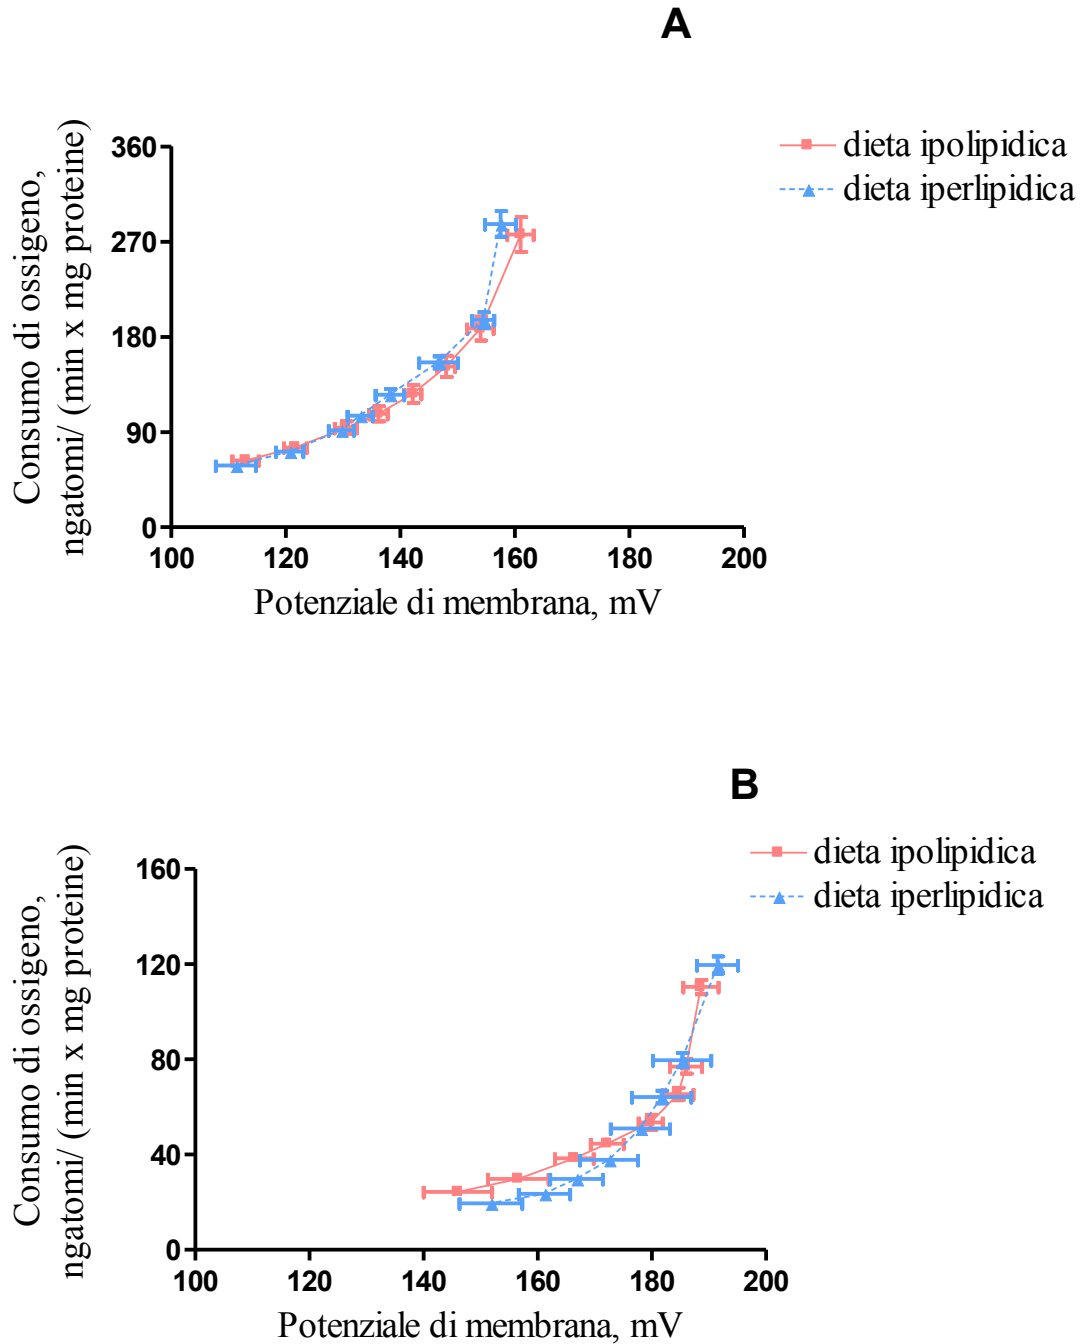 A
dieta ipolipidica
dieta iperlipidica
Consumo di ossigeno,
ngatomi/ (min x mg proteine)
360
270
180
90
0
100 120 140 160 180 200
Potenziale di membrana, mV
B
dieta ipolipidica
dieta iperlipidica
Consumo di ossigeno,
ngatomi/ (min x mg proteine)
160
120
80
40
0
100 120 140 160 180 200
Potenziale di membrana, mV